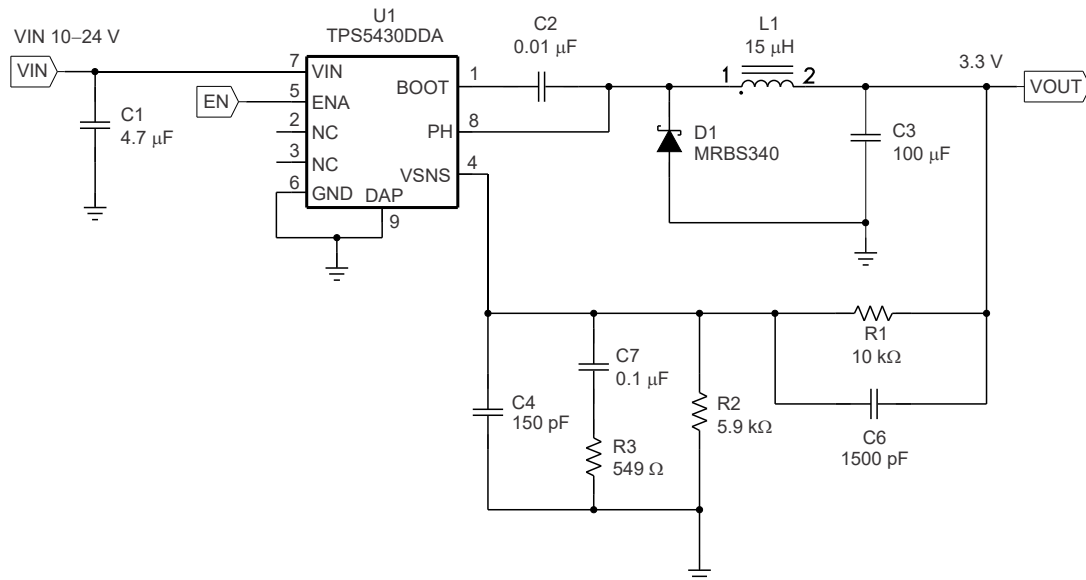 U1
TPS5430DDA
VIN 10–24 V
VIN
C1
4.7 μF
EN
7
5
2
3
6
VIN
ENA
NC
NC
GND
DAP
9
BOOT
PH
VSNS
1
8
4
C2
0.01 μF
L1
15 μH
1
2
D1
MRBS340
C3
100 μF
3.3 V
VOUT
C4
150 pF
C7
0.1 μF
R3
549 Ω
R2
5.9 kΩ
R1
10 kΩ
C6
1500 pF